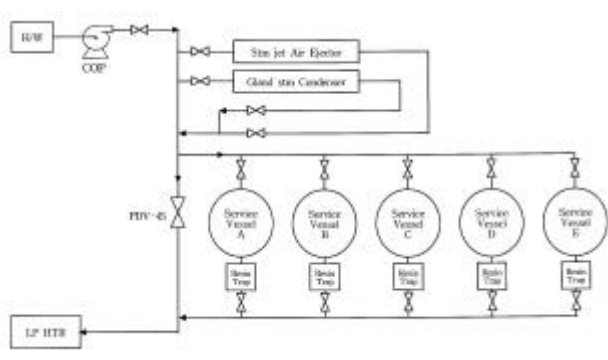 H/W
COP
Stm jet Air Ejector
Gland stm Condenser
PDV-45
Service
Vessel
A
Service
Vessel
B
Service
Vessel
C
Service
Vessel
D
Service
Vessel
E
Resin
Trap
Resin
Trap
Resin
Trap
Resin
Trap
Resin
Trap
LP HTR